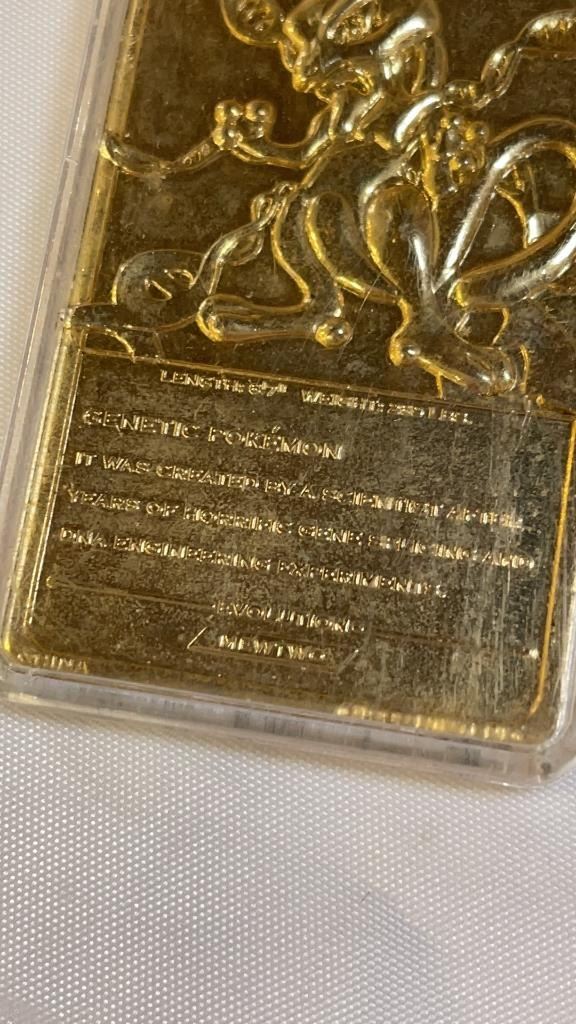 LENGTH: 6'7" WEIGHT: LBS.
GENETIC POKÉMON
IT WAS CREATED BY A SCIENTIST AFTER
YEARS OF HORRIFIC GENE SPLICING AND
DNA ENGINEERING EXPERIMENTS
EVOLUTION:
MEWTWO
CHINA